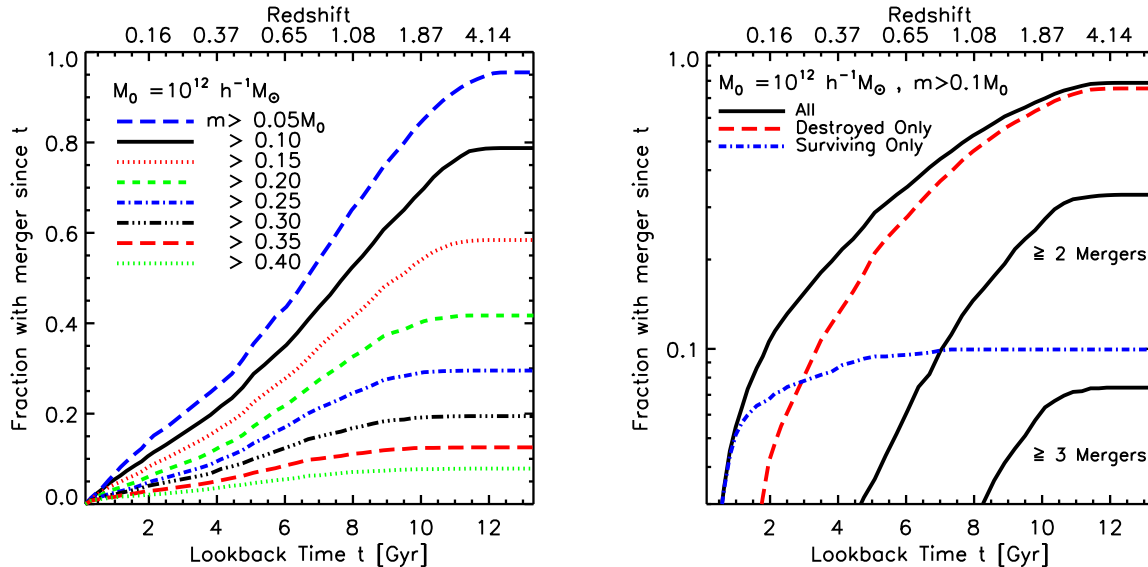 Redshift
0.16 0.37 0.65 1.08 1.87 4.14
1.0
0.8
0.6
0.4
0.2
0.0
Fraction with merger since t
M₀ =10¹² h⁻¹M☉
m> 0.05M₀
> 0.10
> 0.15
> 0.20
> 0.25
> 0.30
> 0.35
> 0.40
2 4 6 8 10 12
Lookback Time t [Gyr]
Redshift
0.16 0.37 0.65 1.08 1.87 4.14
1.0
0.1
Fraction with merger since t
M₀ =10¹² h⁻¹M☉ , m>0.1M₀
All
Destroyed Only
Surviving Only
≧ 2 Mergers
≧ 3 Mergers
2 4 6 8 10 12
Lookback Time t [Gyr]